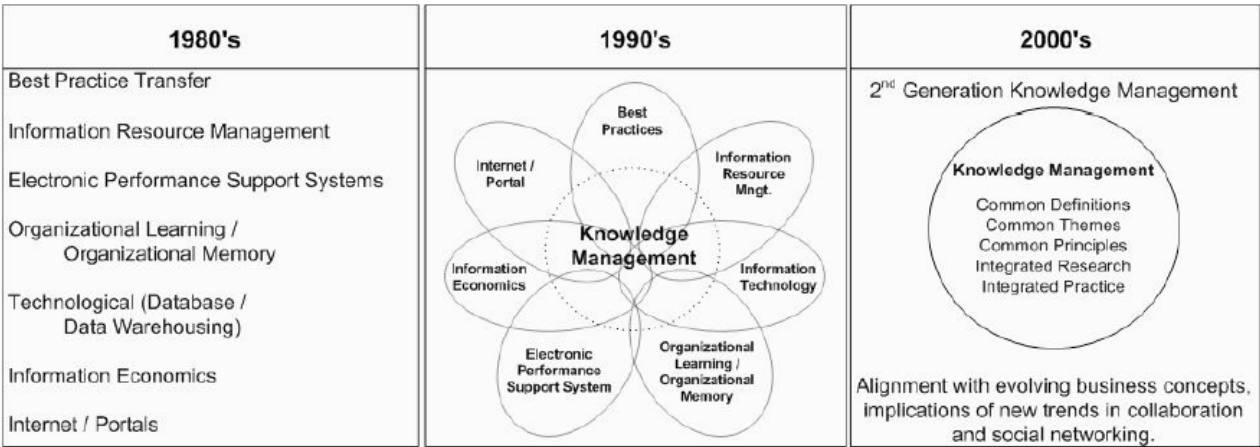 1980's
Best Practice Transfer
Information Resource Management
Electronic Performance Support Systems
Organizational Learning /
Organizational Memory
Technological (Database /
Data Warehousing)
Information Economics
Internet / Portals
1990's
Best
Practices
Internet /
Portal
Information
Resource
Mngt.
Knowledge
Management
Information
Economics
Information
Technology
Electronic
Performance
Support System
Organizational
Learning /
Organizational
Memory
2000's
2nd Generation Knowledge Management
Knowledge Management
Common Definitions
Common Themes
Common Principles
Integrated Research
Integrated Practice
Alignment with evolving business concepts,
implications of new trends in collaboration
and social networking.